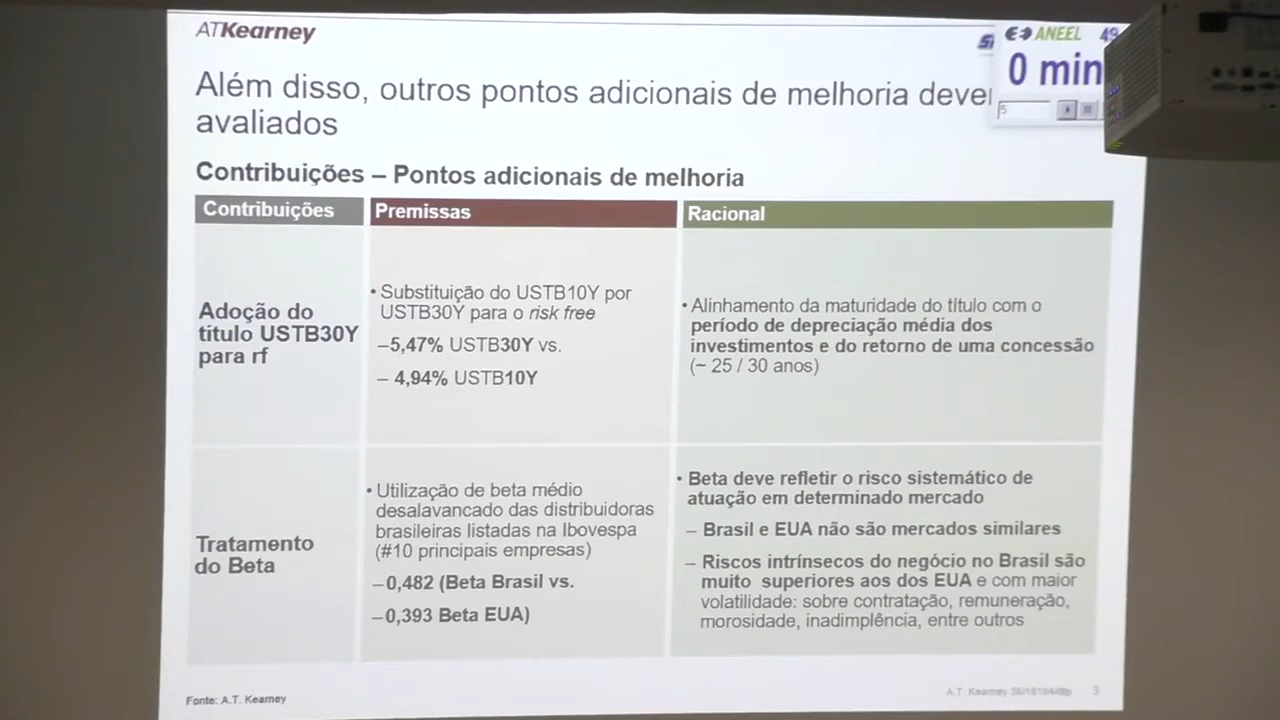 ATKearney
ANEEL 49
0 min
5
Além disso, outros pontos adicionais de melhoria
avaliados
Contribuições – Pontos adicionais de melhoria
Contribuições
Premissas
Racional
Adoção do
título USTB30Y
para rf
• Substituição do USTB10Y por
USTB30Y para o risk free
–5,47% USTB30Y vs.
– 4,94% USTB10Y
• Alinhamento da maturidade do título com o
período de depreciação média dos
investimentos e do retorno de uma concessão
(~ 25 / 30 anos)
Tratamento
do Beta
• Utilização de beta médio
desalavancado das distribuidoras
brasileiras listadas na Ibovespa
(#10 principais empresas)
–0,482 (Beta Brasil vs.
–0,393 Beta EUA)
• Beta deve refletir o risco sistemático de
atuação em determinado mercado
– Brasil e EUA não são mercados similares
– Riscos intrínsecos do negócio no Brasil são
muito superiores aos dos EUA e com maior
volatilidade: sobre contratação, remuneração,
morosidade, inadimplência, entre outros
Fonte: A.T. Kearney
A.T. Kearney
3